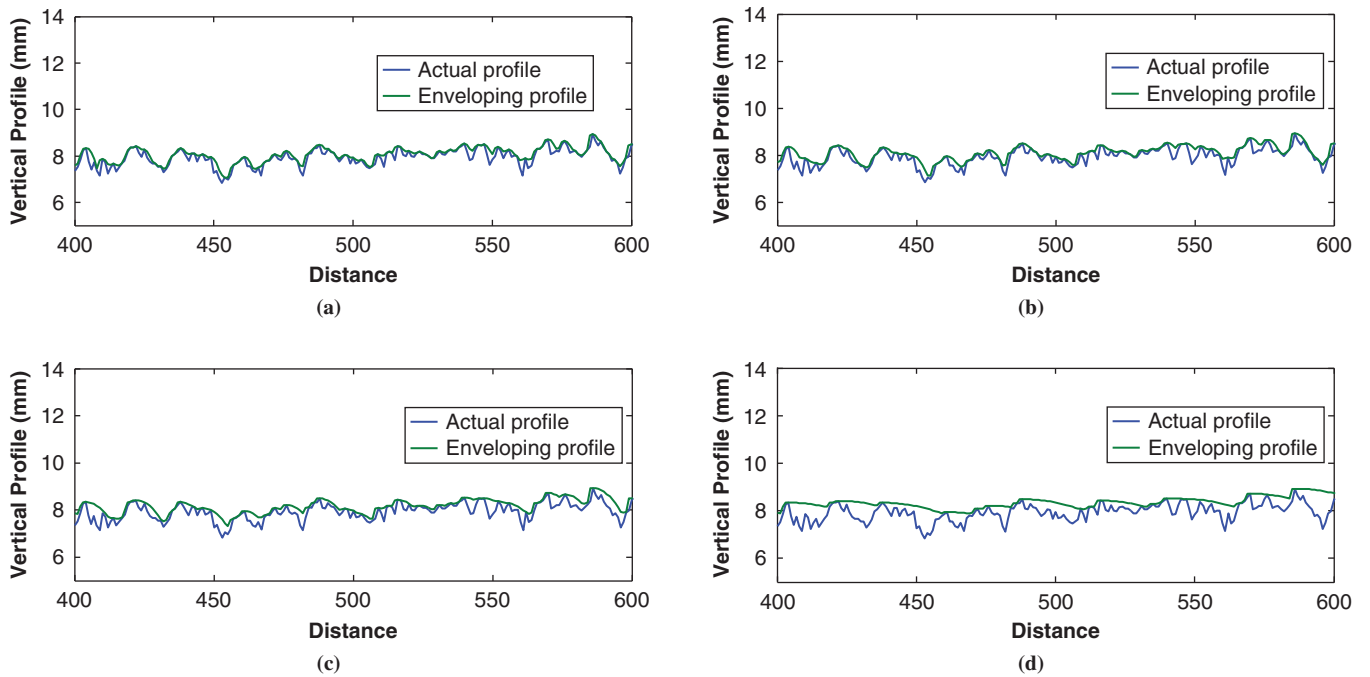 14
12
10
8
6
Vertical Profile (mm)
Actual profile
Enveloping profile
400
450
500
550
600
Distance
(a)
14
12
10
8
6
Vertical Profile (mm)
Actual profile
Enveloping profile
400
450
500
550
600
Distance
(b)
14
12
10
8
6
Vertical Profile (mm)
Actual profile
Enveloping profile
400
450
500
550
600
Distance
(c)
14
12
10
8
6
Vertical Profile (mm)
Actual profile
Enveloping profile
400
450
500
550
600
Distance
(d)